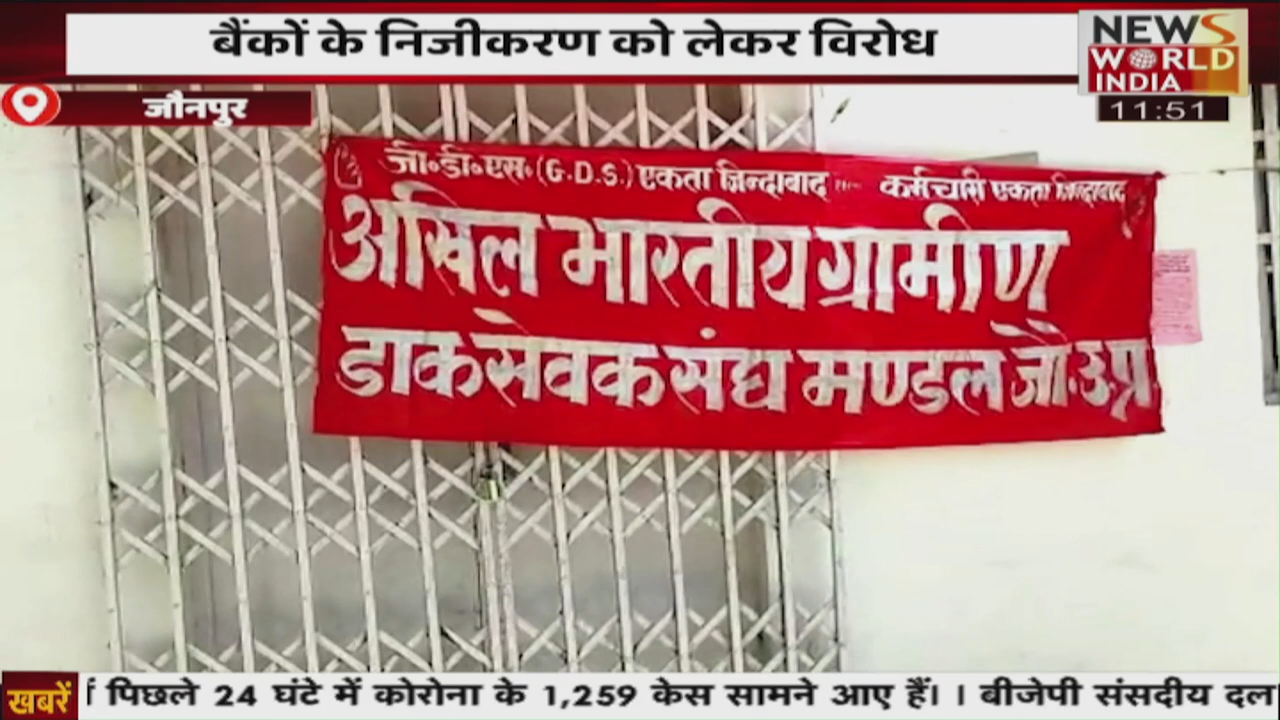 बैंकों के निजीकरण को लेकर विरोध
NEWS
WORLD
INDIA
11:51
जौनपुर
जी॰डी॰एस॰(G.D.S.) एकता जिन्दाबाद कर्मचारी एकता जिन्दाबाद
अखिल भारतीय ग्रामीण
डाक सेवक संघ मण्डल जौ.उ.प्र
खबरें
पिछले 24 घंटे में कोरोना के 1,259 केस सामने आए हैं। । बीजेपी संसदीय दल